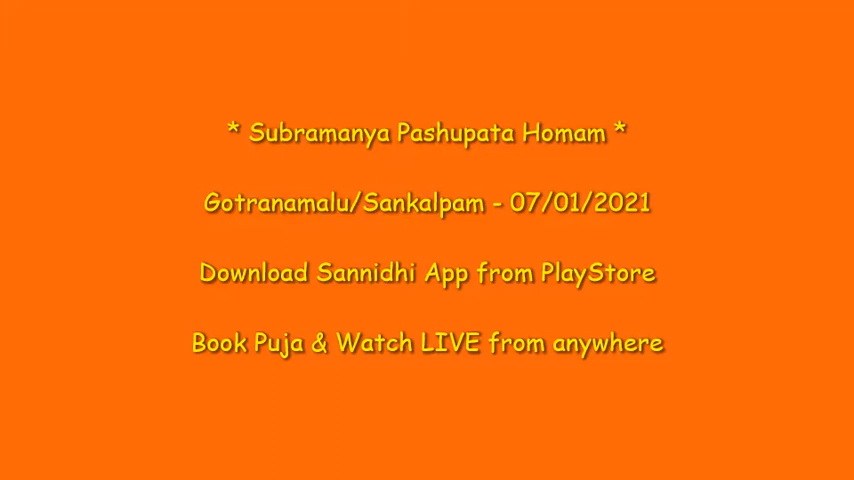 * Subramanya Pashupata Homam *
Gotranamalu/Sankalpam - 07/01/2021
Download Sannidhi App from PlayStore
Book Puja & Watch LIVE from anywhere